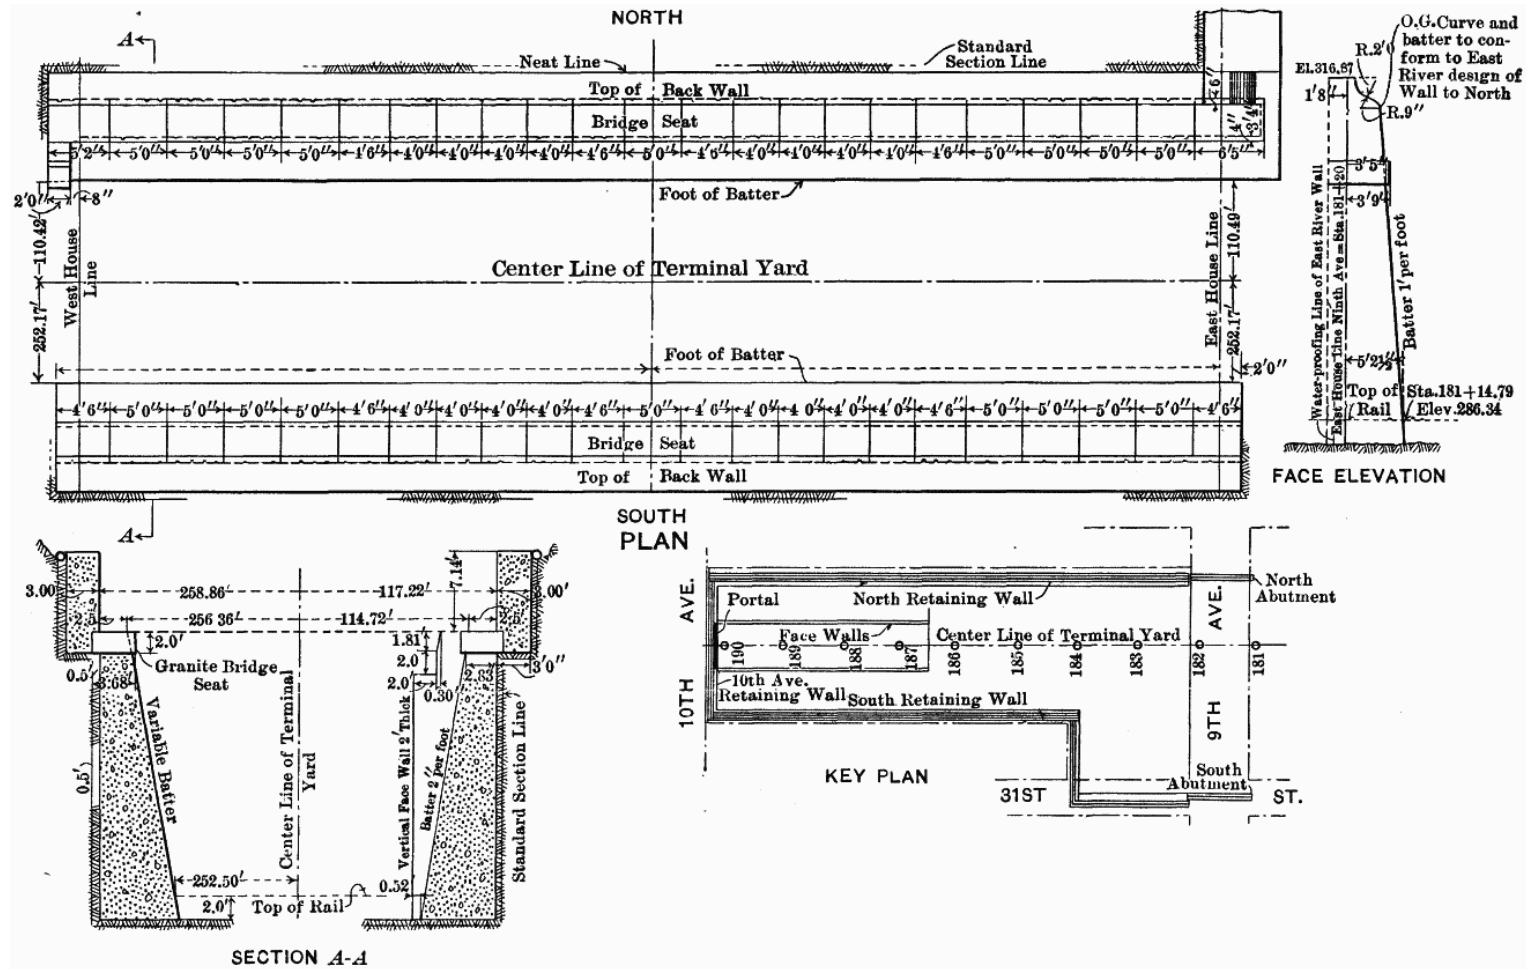 NORTH
A
Neat Line
Standard
Section Line
Top of Back Wall
6"
Bridge Seat
4"
3'4"
5'2" 5'0" 5'0" 5'0" 5'0" 4'6" 4'0" 4'0" 4'0" 4'6" 5'0" 4'6" 4'0" 4'0" 4'0" 4'6" 5'0" 5'0" 5'0" 5'0" 6'5"
Foot of Batter
2'0"
8"
110.42'
252.17'
West House
Line
Center Line of Terminal Yard
East House Line
110.49'
252.17'
Foot of Batter
2'0"
4'6" 5'0" 5'0" 5'0" 5'0" 4'6" 4'0" 4'0" 4'0" 4'6" 5'0" 4'6" 4'0" 4'0" 4'0" 4'6" 5'0" 5'0" 5'0" 5'0" 4'6"
Bridge Seat
Top of Back Wall
A
SOUTH
PLAN
O.G.Curve and
batter to con-
form to East
River design of
Wall to North
R.2'0
El.316.67
1'8"
R.9"
3'5"
3'9"
Water-proofing Line of East River Wall
East House Line Ninth Ave=Sta.181+20
Batter 1" per foot
5'2½"
Top of
Rail
Sta.181+14.79
Elev.286.34
FACE ELEVATION
3.00'
258.86'
117.22'
7.14'
3.00'
2.5'
256 36'
114.72'
2.5'
2.0'
Granite Bridge
Seat
1.81'
2.0
2.0'
0.30'
2.83'
3'0"
0.5'
3.68'
Variable Batter
0.5'
Center Line of Terminal
Yard
Vertical Face Wall 2' Thick
Batter 2" per foot
Standard Section Line
252.50'
0.52'
2.0'
Top of Rail
SECTION A-A
10TH AVE.
Portal
North Retaining Wall
North
Abutment
Face Walls
Center Line of Terminal Yard
190 189 188 187 186 185 184 183 182 181
10th Ave.
Retaining Wall
South Retaining Wall
9TH AVE.
KEY PLAN
South
Abutment
31ST ST.